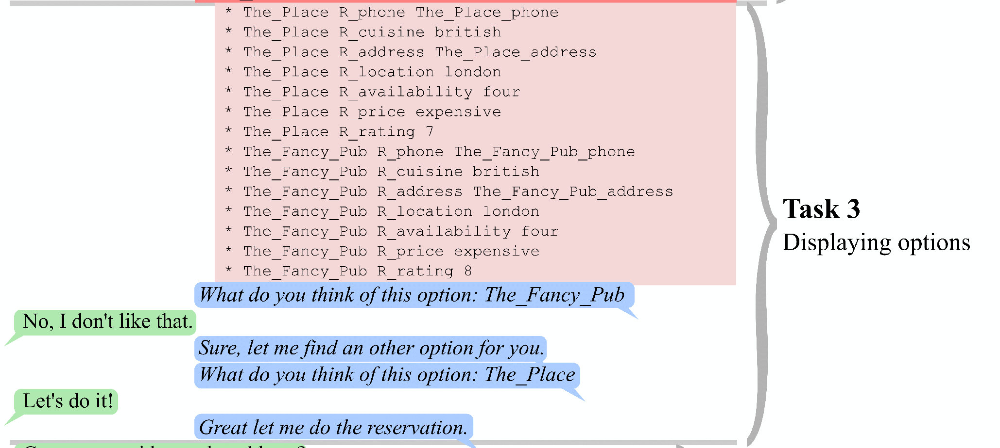 * The_Place R_phone The_Place_phone
* The_Place R_cuisine british
* The_Place R_address The_Place_address
* The_Place R_location london
* The_Place R_availability four
* The_Place R_price expensive
* The_Place R_rating 7
* The_Fancy_Pub R_phone The_Fancy_Pub_phone
* The_Fancy_Pub R_cuisine british
* The_Fancy_Pub R_address The_Fancy_Pub_address
* The_Fancy_Pub R_location london
* The_Fancy_Pub R_availability four
* The_Fancy_Pub R_price expensive
* The_Fancy_Pub R_rating 8
Task 3
Displaying options
What do you think of this option: The_Fancy_Pub
No, I don't like that.
Sure, let me find an other option for you.
What do you think of this option: The_Place
Let's do it!
Great let me do the reservation.